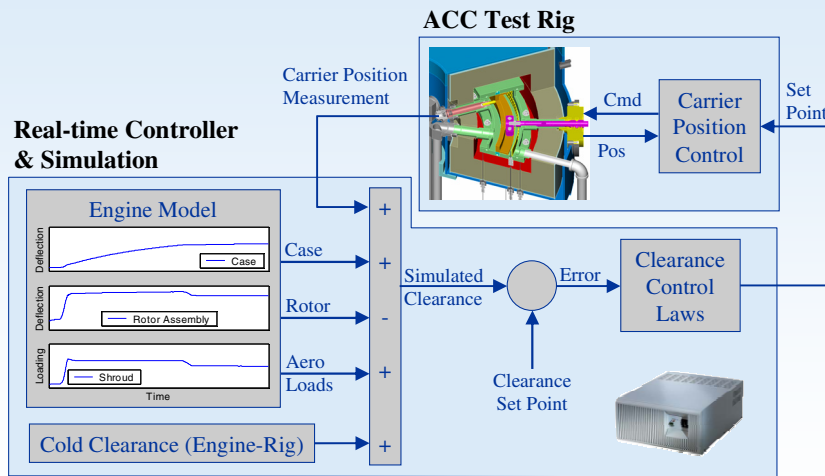 ACC Test Rig
Carrier Position
Measurement
Cmd
Pos
Carrier
Position
Control
Set
Point
Real-time Controller
& Simulation
Engine Model
Deflection
Case
Deflection
Rotor Assembly
Loading
Shroud
Time
Case
Rotor
Aero
Loads
Cold Clearance (Engine-Rig)
+
+
-
+
+
Simulated
Clearance
Error
Clearance
Set Point
Clearance
Control
Laws